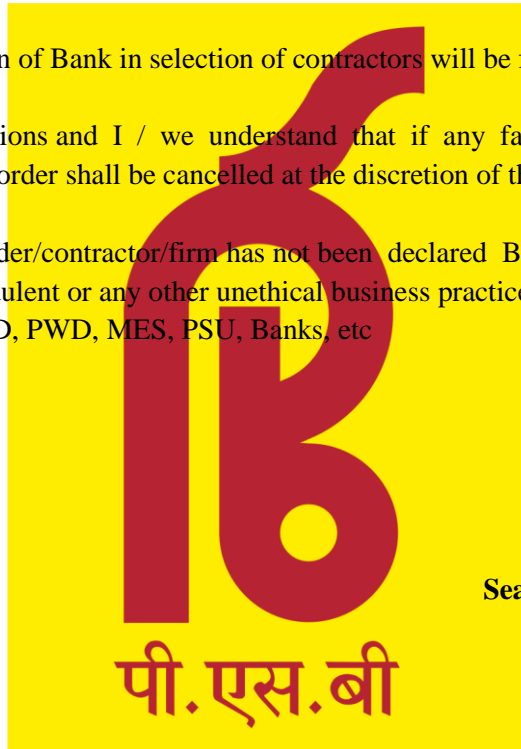 n of Bank in selection of contractors will be
ions and I / we understand that if any fa
order shall be cancelled at the discretion of th
der/contractor/firm has not been declared B
ulent or any other unethical business practice
D, PWD, MES, PSU, Banks, etc
Sea
पी.एस.बी